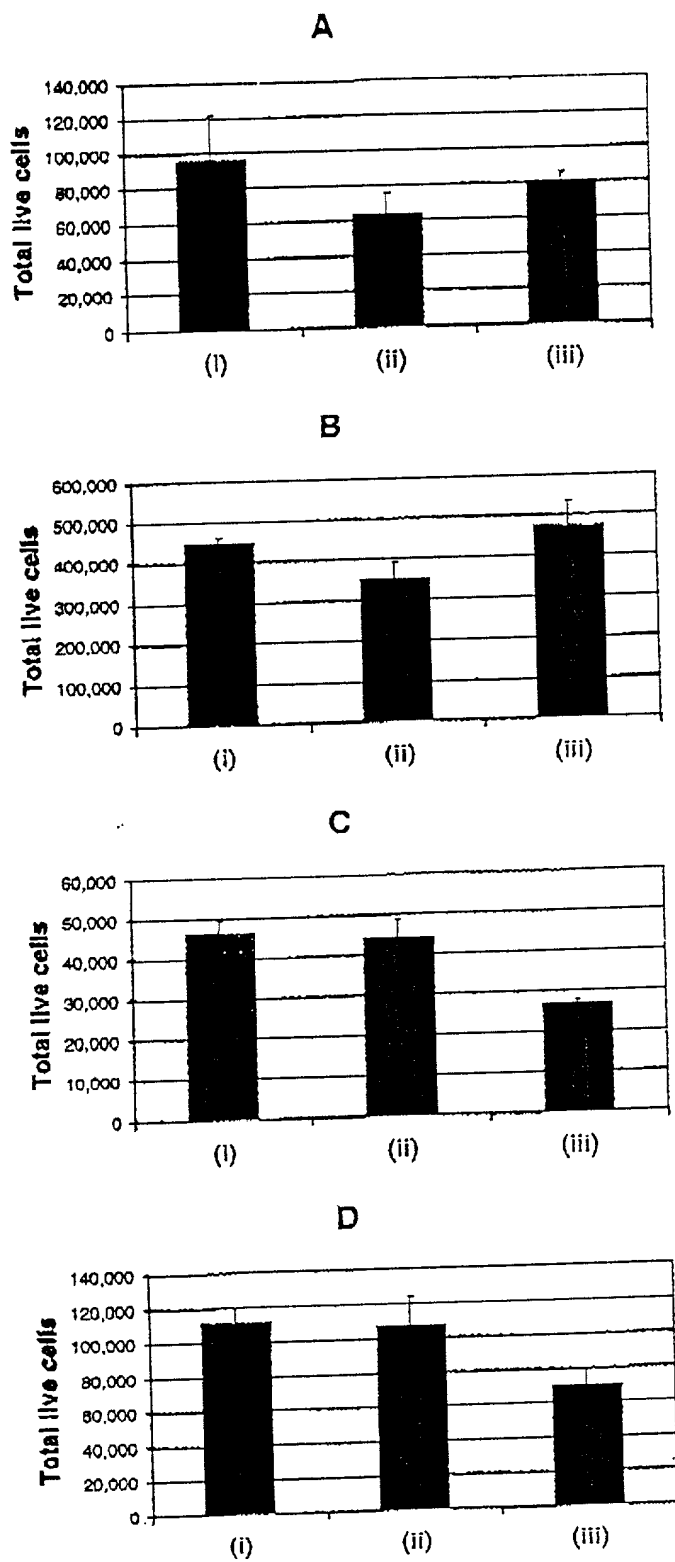 A
140,000
120,000
100,000
80,000
60,000
40,000
20,000
0
Total live cells
(i) (ii) (iii)
B
600,000
500,000
400,000
300,000
200,000
100,000
0
Total live cells
(i) (ii) (iii)
C
60,000
50,000
40,000
30,000
20,000
10,000
0
Total live cells
(i) (ii) (iii)
D
140,000
120,000
100,000
80,000
60,000
40,000
20,000
0
Total live cells
(i) (ii) (iii)